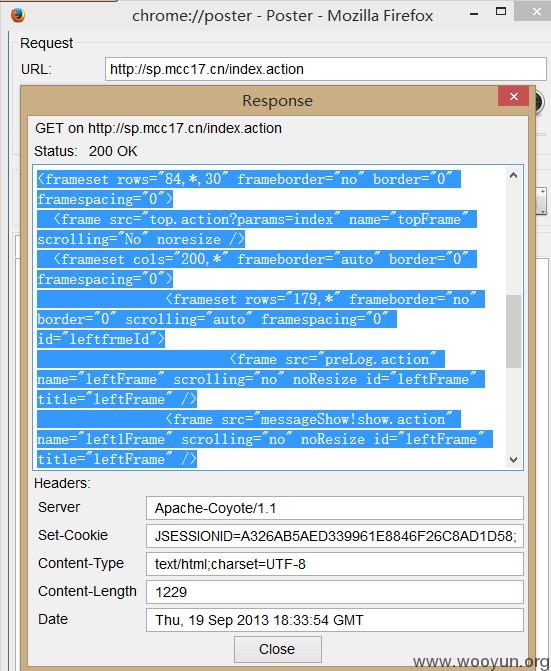 chrome://poster - Poster - Mozilla Firefox
Request
URL: http://sp.mcc17.cn/index.action
Response
GET on http://sp.mcc17.cn/index.action
Status: 200 OK
<frameset rows="84,*,30" frameborder="no" border="0"
framespacing="0">
<frame src="top.action?params=index" name="topFrame"
scrolling="No" noresize />
<frameset cols="200,*" frameborder="auto" border="0"
framespacing="0">
<frameset rows="179,*" frameborder="no"
border="0" scrolling="auto" framespacing="0"
id="leftfrmeId">
<frame src="preLog.action"
name="leftFrame" scrolling="no" noResize id="leftFrame"
title="leftFrame" />
<frame src="messageShow!show.action"
name="left1Frame" scrolling="no" noResize id="leftFrame"
title="leftFrame" />
Headers:
Server Apache-Coyote/1.1
Set-Cookie JSESSIONID=A326AB5AED339961E8846F26C8AD1D58;
Content-Type text/html;charset=UTF-8
Content-Length 1229
Date Thu, 19 Sep 2013 18:33:54 GMT
Close
www.wooyun.org